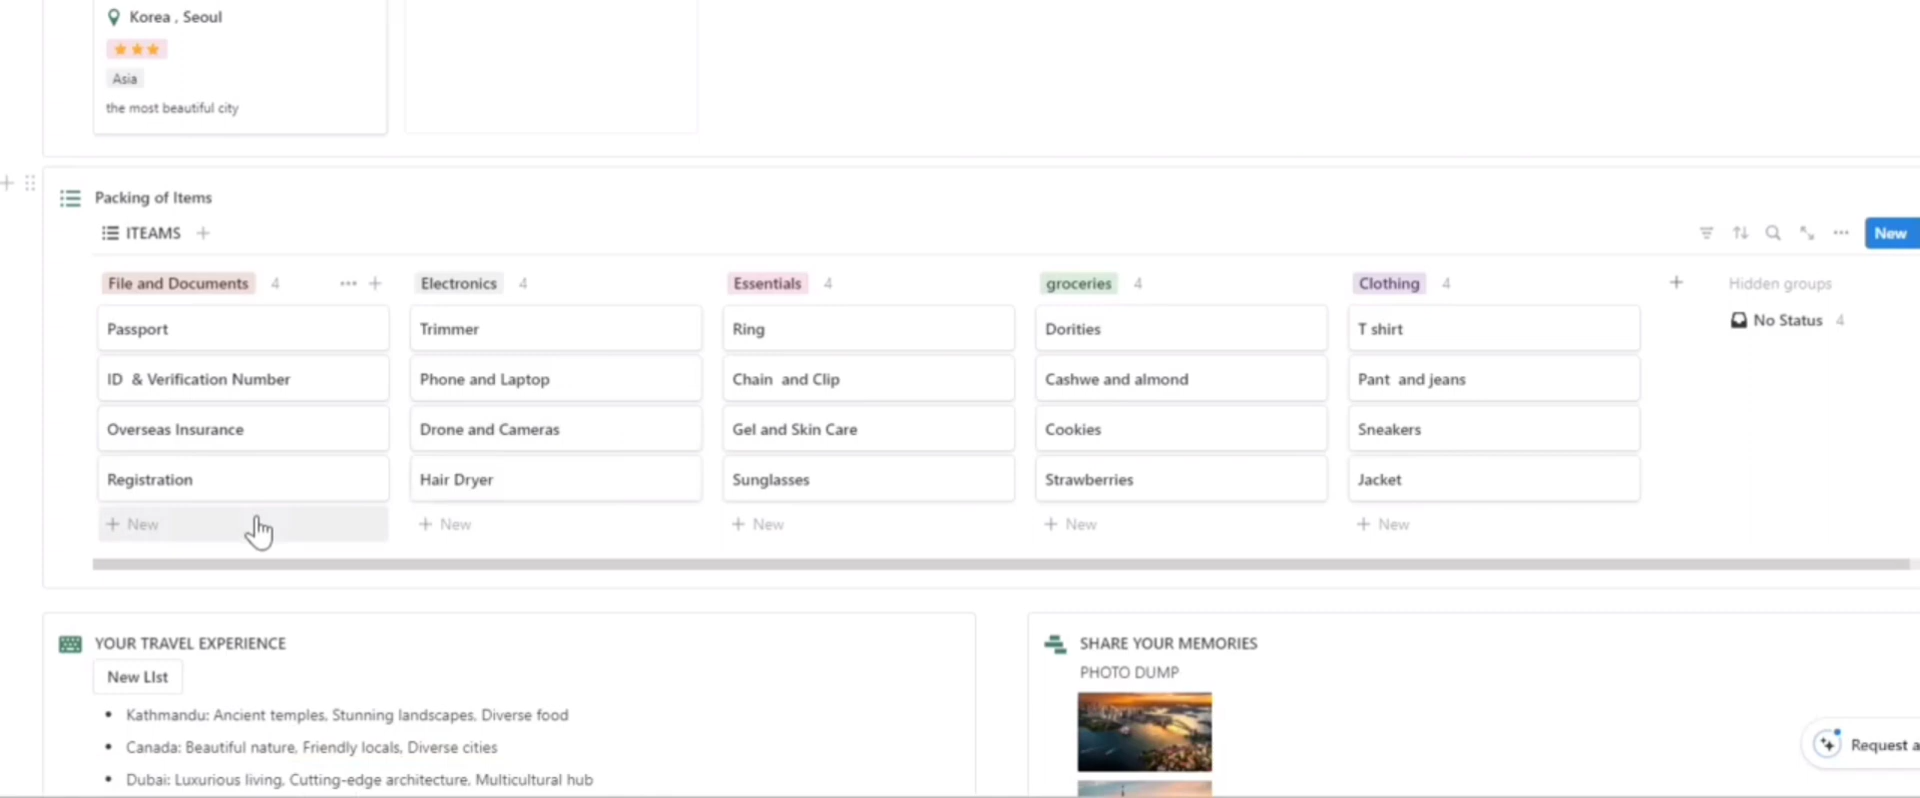 Korea , Seoul
Asia
the most beautiful city
Packing of Items
ITEAMS
New
File and Documents 4
Electronics 4
Essentials 4
groceries 4
Clothing 4
Hidden groups
Passport
Trimmer
Ring
Dorities
T shirt
No Status 4
ID & Verification Number
Phone and Laptop
Chain and Clip
Cashwe and almond
Pant and jeans
Overseas Insurance
Drone and Cameras
Gel and Skin Care
Cookies
Sneakers
Registration
Hair Dryer
Sunglasses
Strawberries
Jacket
+ New
+ New
+ New
+ New
+ New
YOUR TRAVEL EXPERIENCE
New LIst
• Kathmandu: Ancient temples, Stunning landscapes, Diverse food
• Canada: Beautiful nature, Friendly locals, Diverse cities
• Dubai: Luxurious living, Cutting-edge architecture, Multicultural hub
SHARE YOUR MEMORIES
PHOTO DUMP
Request a